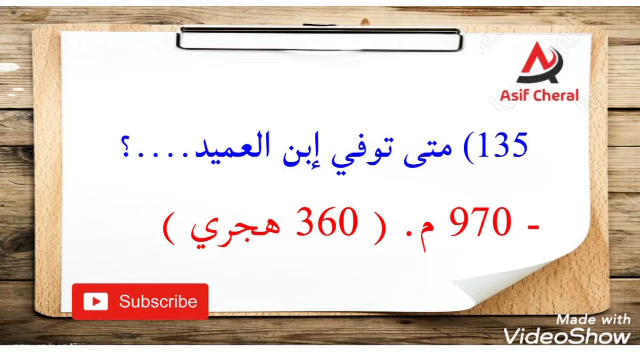 Asif Cheral
135) متى توفي إبن العميد....؟
- 970 م. ( 360 هجري )
Subscribe
Made with
VideoShow